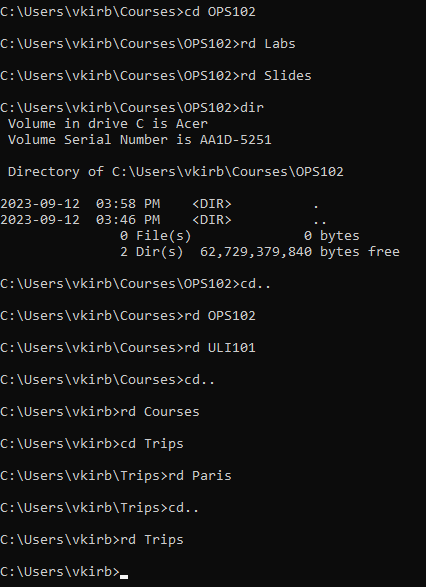 C:\Users\vkirb\Courses>cd OPS102
C:\Users\vkirb\Courses\OPS102>rd Labs
C:\Users\vkirb\Courses\OPS102>rd Slides
C:\Users\vkirb\Courses\OPS102>dir
 Volume in drive C is Acer
 Volume Serial Number is AA1D-5251
 Directory of C:\Users\vkirb\Courses\OPS102
2023-09-12  03:58 PM    <DIR>          .
2023-09-12  03:46 PM    <DIR>          ..
               0 File(s)              0 bytes
               2 Dir(s)  62,729,379,840 bytes free
C:\Users\vkirb\Courses\OPS102>cd..
C:\Users\vkirb\Courses>rd OPS102
C:\Users\vkirb\Courses>rd ULI101
C:\Users\vkirb\Courses>cd..
C:\Users\vkirb>rd Courses
C:\Users\vkirb>cd Trips
C:\Users\vkirb\Trips>rd Paris
C:\Users\vkirb\Trips>cd..
C:\Users\vkirb>rd Trips
C:\Users\vkirb>